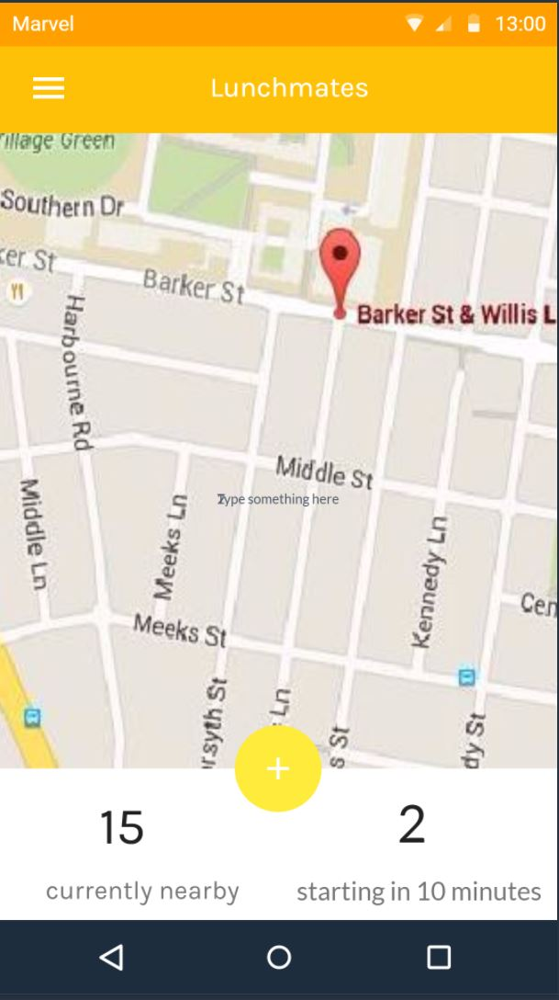 Marvel 13:00
Lunchmates
illage Green
Southern Dr
ker St
Barker St
Barker St & Willis L
Harbourne Rd
Middle St
Middle Ln
Type something here
Meeks Ln
Kennedy Ln
Cen
Meeks St
rsyth St
Ln
s St
dy St
+
15
2
currently nearby
starting in 10 minutes